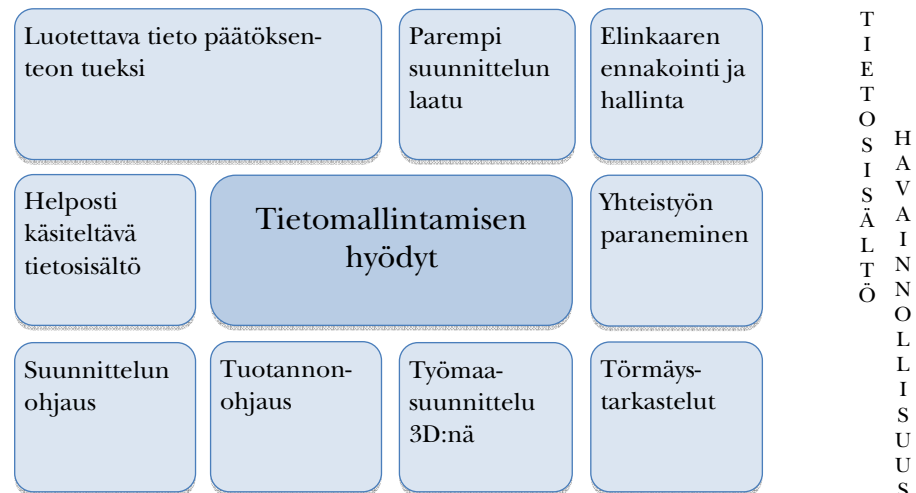 Luotettava tieto päätöksen-
teon tueksi
Parempi
suunnittelun
laatu
Elinkaaren
ennakointi ja
hallinta
Helposti
käsiteltävä
tietosisältö
Tietomallintamisen
hyödyt
Yhteistyön
paraneminen
Suunnittelun
ohjaus
Tuotannon-
ohjaus
Työmaa-
suunnittelu
3D:nä
Törmäys-
tarkastelut
TIETOSISÄLTÖ
HAVAINNOLLISUUS